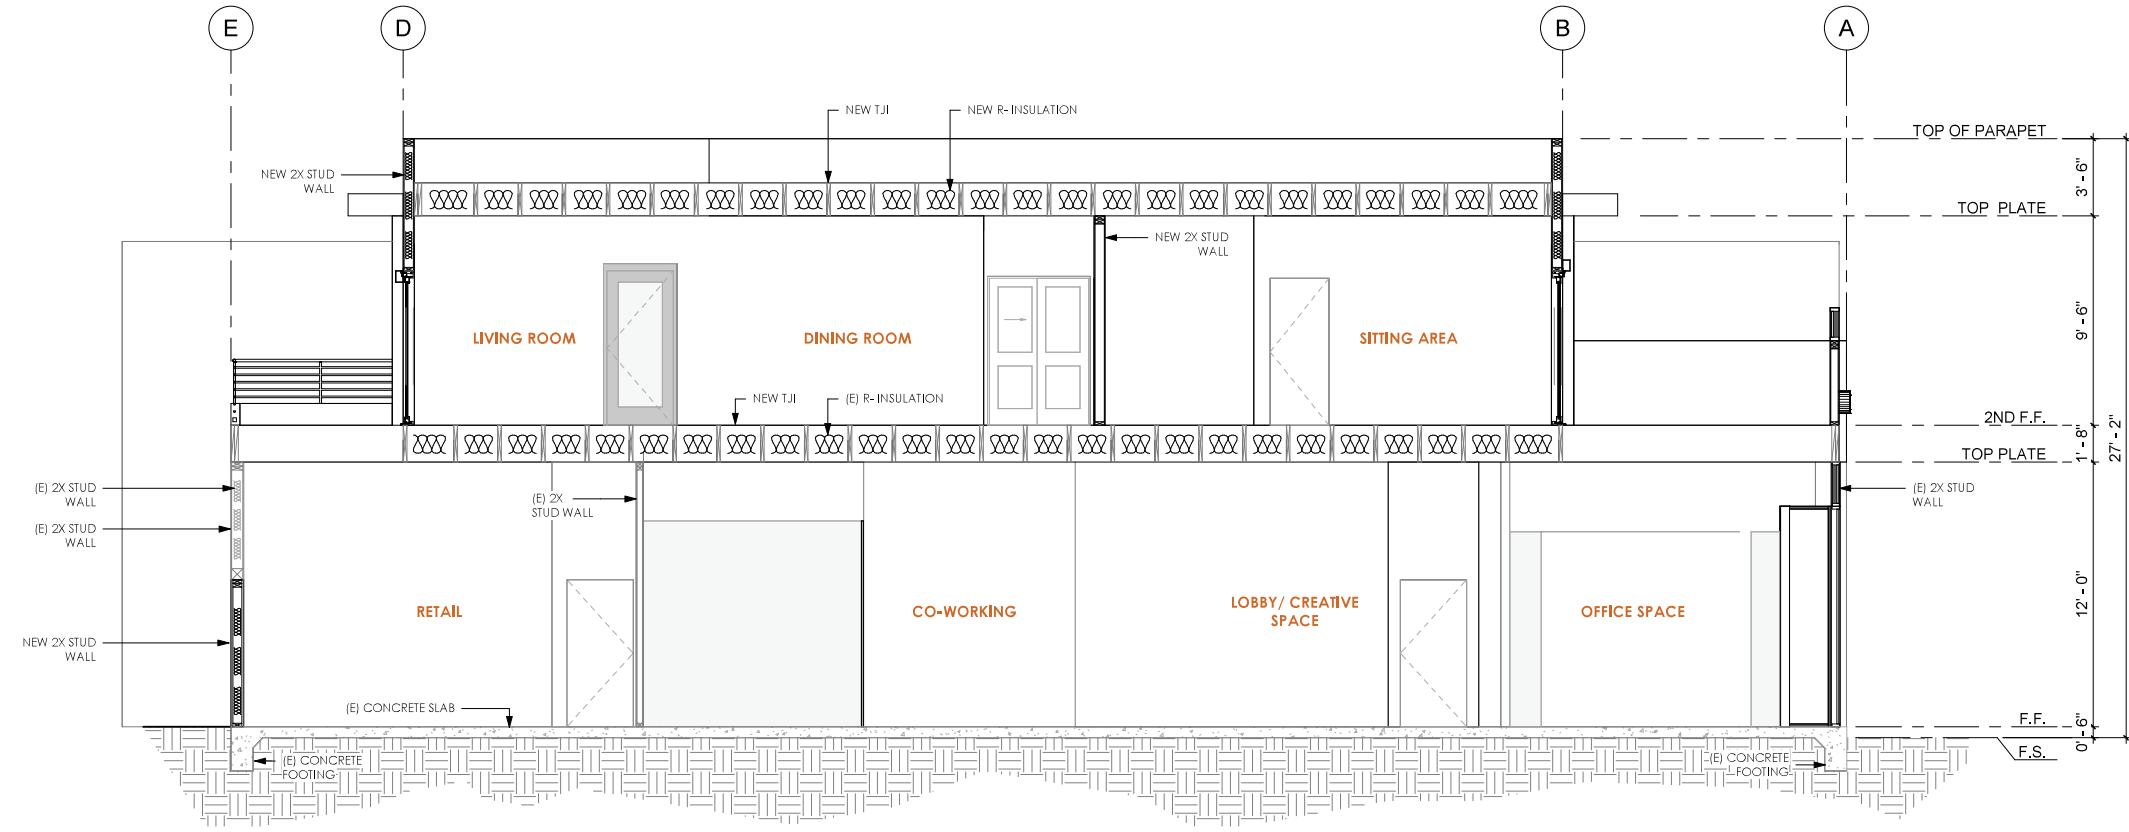 E
D
B
A
NEW TJI
NEW R- INSULATION
TOP OF PARAPET
3' - 6"
NEW 2X STUD
WALL
TOP PLATE
NEW 2X STUD
WALL
9' - 6"
LIVING ROOM
DINING ROOM
SITTING AREA
NEW TJI
(E) R- INSULATION
2ND F.F.
1' - 8"
27' - 2"
TOP PLATE
(E) 2X STUD
WALL
(E) 2X
STUD WALL
(E) 2X STUD
WALL
(E) 2X STUD
WALL
12' - 0"
RETAIL
CO-WORKING
LOBBY/ CREATIVE
SPACE
OFFICE SPACE
NEW 2X STUD
WALL
(E) CONCRETE SLAB
F.F.
0' - 6"
F.S.
(E) CONCRETE
FOOTING
(E) CONCRETE
FOOTING